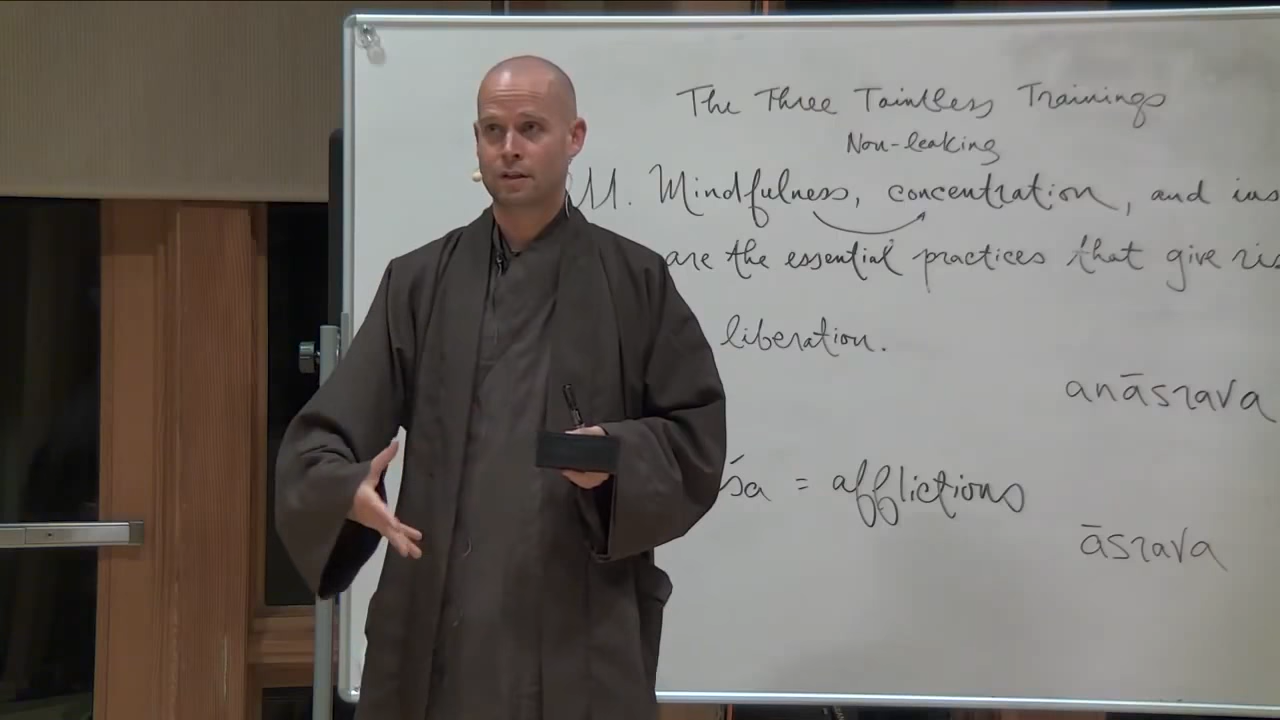 The Three Taintless Trainings
Non-leaking
Mindfulness, concentration, and ins
are the essential practices that give ris
liberation.
anāsrava
śa = afflictions
āsrava